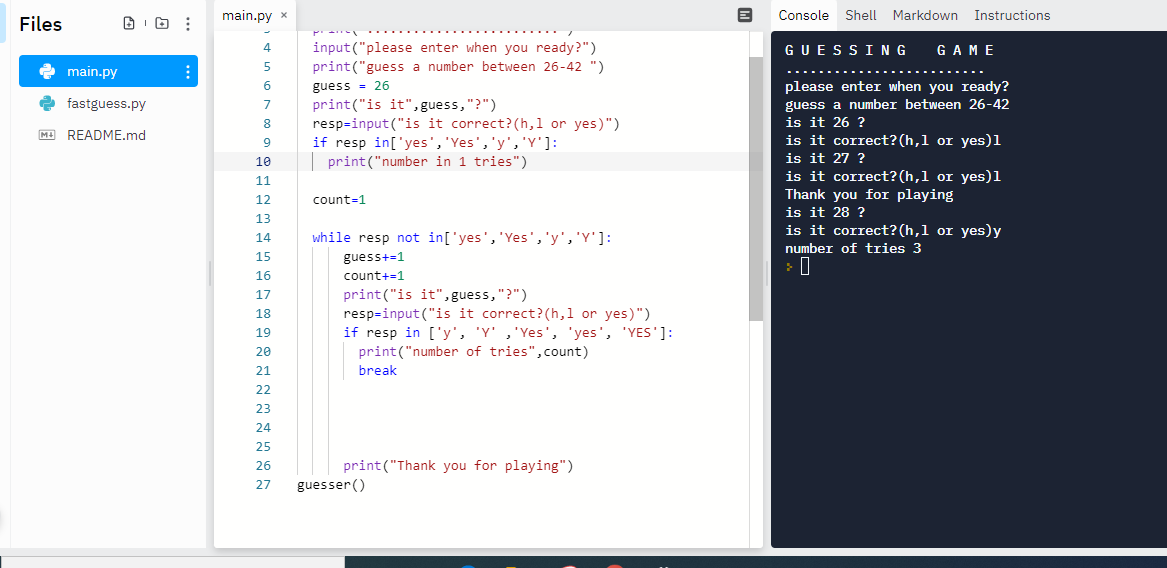 Files
main.py
fastguess.py
README.md
main.py ×
4 input("please enter when you ready?")
5 print("guess a number between 26-42 ")
6 guess = 26
7 print("is it",guess,"?")
8 resp=input("is it correct?(h,l or yes)")
9 if resp in['yes','Yes','y','Y']:
10 print("number in 1 tries")
11
12 count=1
13
14 while resp not in['yes','Yes','y','Y']:
15 guess+=1
16 count+=1
17 print("is it",guess,"?")
18 resp=input("is it correct?(h,l or yes)")
19 if resp in ['y', 'Y' ,'Yes', 'yes', 'YES']:
20 print("number of tries",count)
21 break
22
23
24
25
26 print("Thank you for playing")
27 guesser()
Console Shell Markdown Instructions
G U E S S I N G   G A M E
.........................
please enter when you ready?
guess a number between 26-42
is it 26 ?
is it correct?(h,l or yes)l
is it 27 ?
is it correct?(h,l or yes)l
Thank you for playing
is it 28 ?
is it correct?(h,l or yes)y
number of tries 3